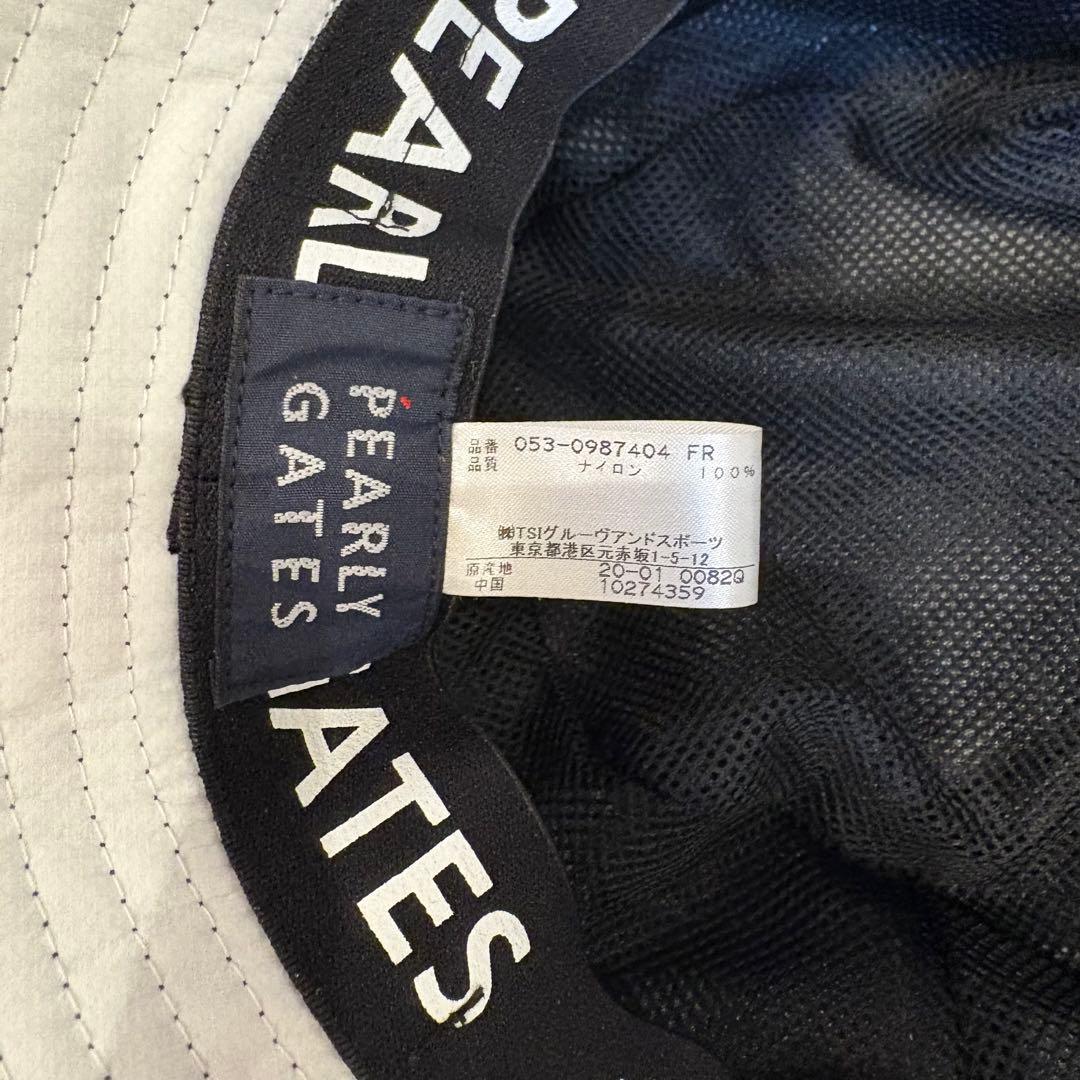 PEARL
PEARLY
GATES
品番 053-0987404 FR
品質 ナイロン 100%
㈱TSIグルーヴアンドスポーツ
東京都港区元赤坂1-5-12
原産地 20-01 0082Q
中国 10274359
ATES